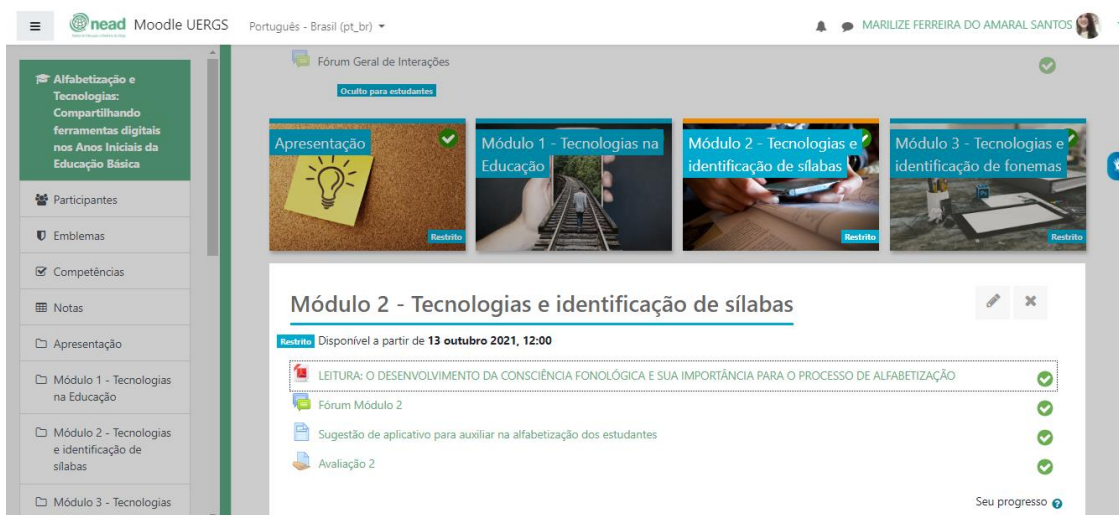 nead Moodle UERGS Português - Brasil (pt_br) MARILIZE FERREIRA DO AMARAL SANTOS
Alfabetização e
Tecnologias:
Compartilhando
ferramentas digitais
nos Anos Iniciais da
Educação Básica
Participantes
Emblemas
Competências
Notas
Apresentação
Módulo 1 - Tecnologias
na Educação
Módulo 2 - Tecnologias
e identificação de
sílabas
Módulo 3 - Tecnologias
Fórum Geral de Interações
Oculto para estudantes
Apresentação
Restrito
Módulo 1 - Tecnologias na
Educação
Módulo 2 - Tecnologias e
identificação de sílabas
Restrito
Módulo 3 - Tecnologias e
identificação de fonemas
Restrito
Módulo 2 - Tecnologias e identificação de sílabas
Restrito Disponível a partir de 13 outubro 2021, 12:00
LEITURA: O DESENVOLVIMENTO DA CONSCIÊNCIA FONOLÓGICA E SUA IMPORTÂNCIA PARA O PROCESSO DE ALFABETIZAÇÃO
Fórum Módulo 2
Sugestão de aplicativo para auxiliar na alfabetização dos estudantes
Avaliação 2
Seu progresso